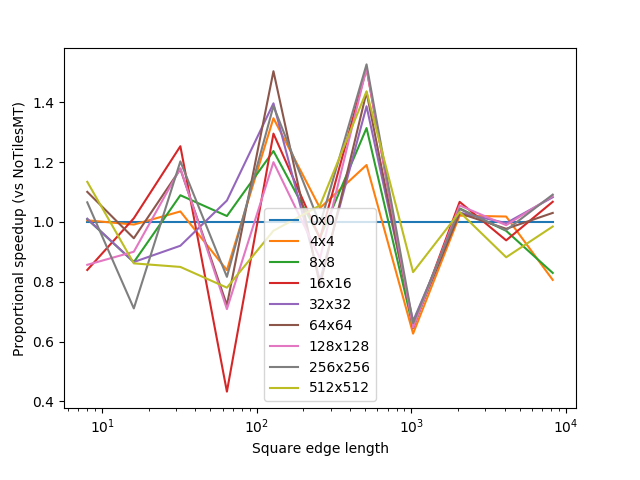 Proportional speedup (vs NoTilesMT)
1.4
1.2
1.0
0.8
0.6
0.4
0x0
4x4
8x8
16x16
32x32
64x64
128x128
256x256
512x512
10¹ 10² 10³ 10⁴
Square edge length